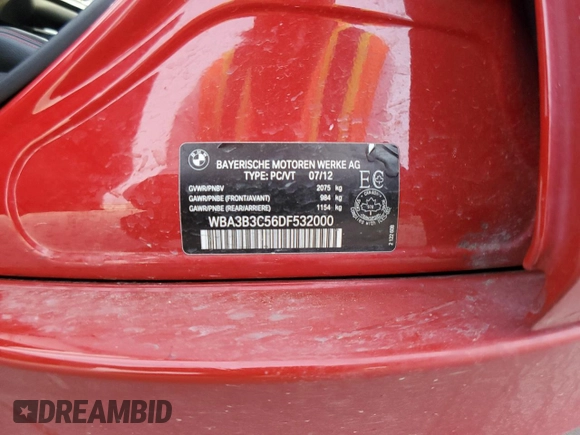 BMW
BAYERISCHE MOTOREN WERKE AG
TYPE: PC/VT 07/12
EC
GVWR/PNBV 2075 kg
GAWR/PNBE (FRONT/AVANT) 984 kg
GAWR/PNBE (REAR/ARRIERE) 1154 kg
WBA3B3C56DF532000
DREAMBID